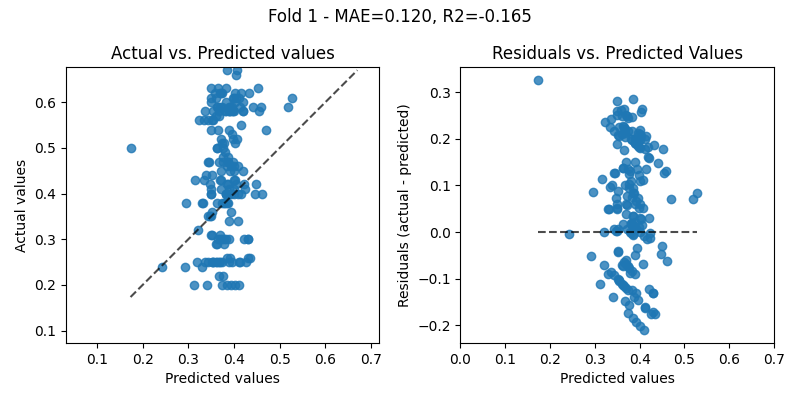 Fold 1 - MAE=0.120, R2=-0.165
Actual vs. Predicted values
Actual values
0.6
0.5
0.4
0.3
0.2
0.1
0.1 0.2 0.3 0.4 0.5 0.6 0.7
Predicted values
Residuals vs. Predicted Values
Residuals (actual - predicted)
0.3
0.2
0.1
0.0
−0.1
−0.2
0.0 0.1 0.2 0.3 0.4 0.5 0.6 0.7
Predicted values